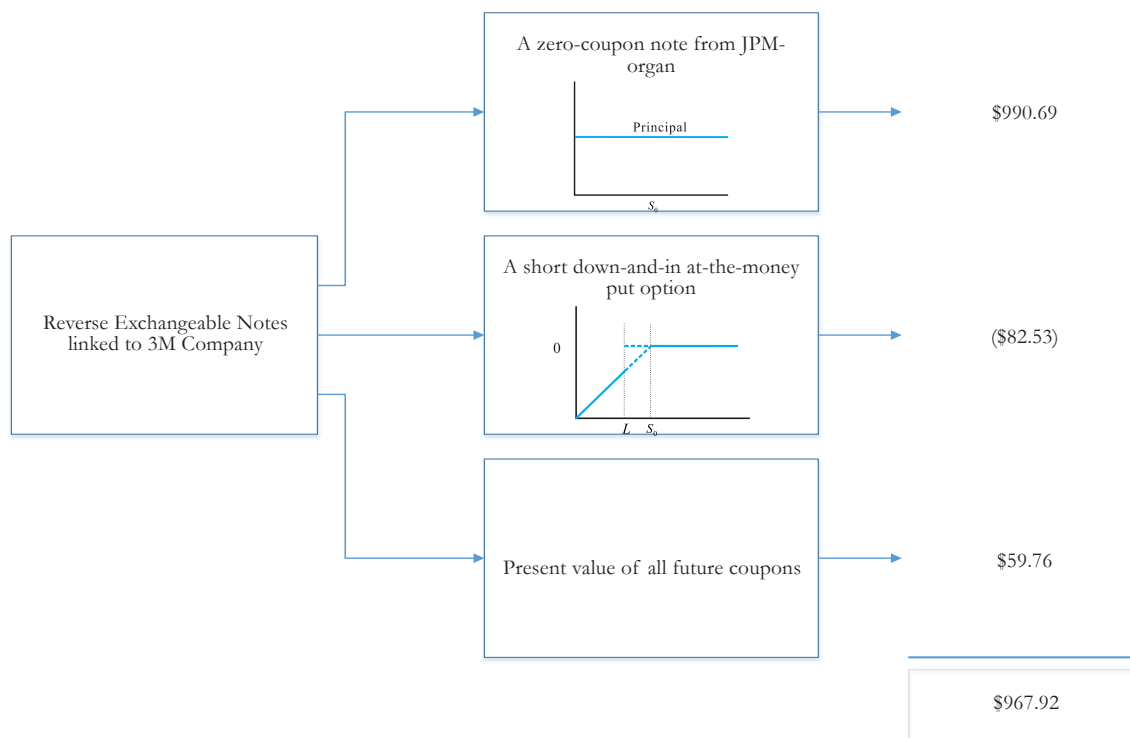 A zero-coupon note from JPM-
organ
Principal
S₀
$990.69
Reverse Exchangeable Notes
linked to 3M Company
A short down-and-in at-the-money
put option
0
L S₀
($82.53)
Present value of all future coupons
$59.76
$967.92